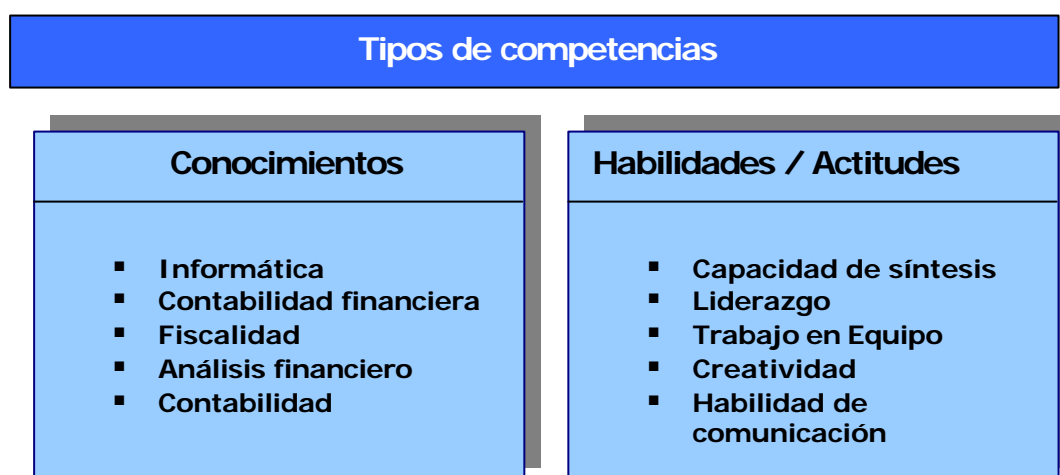 Tipos de competencias
Conocimientos
Informática
Contabilidad financiera
Fiscalidad
Análisis financiero
Contabilidad
Habilidades / Actitudes
Capacidad de síntesis
Liderazgo
Trabajo en Equipo
Creatividad
Habilidad de
comunicación